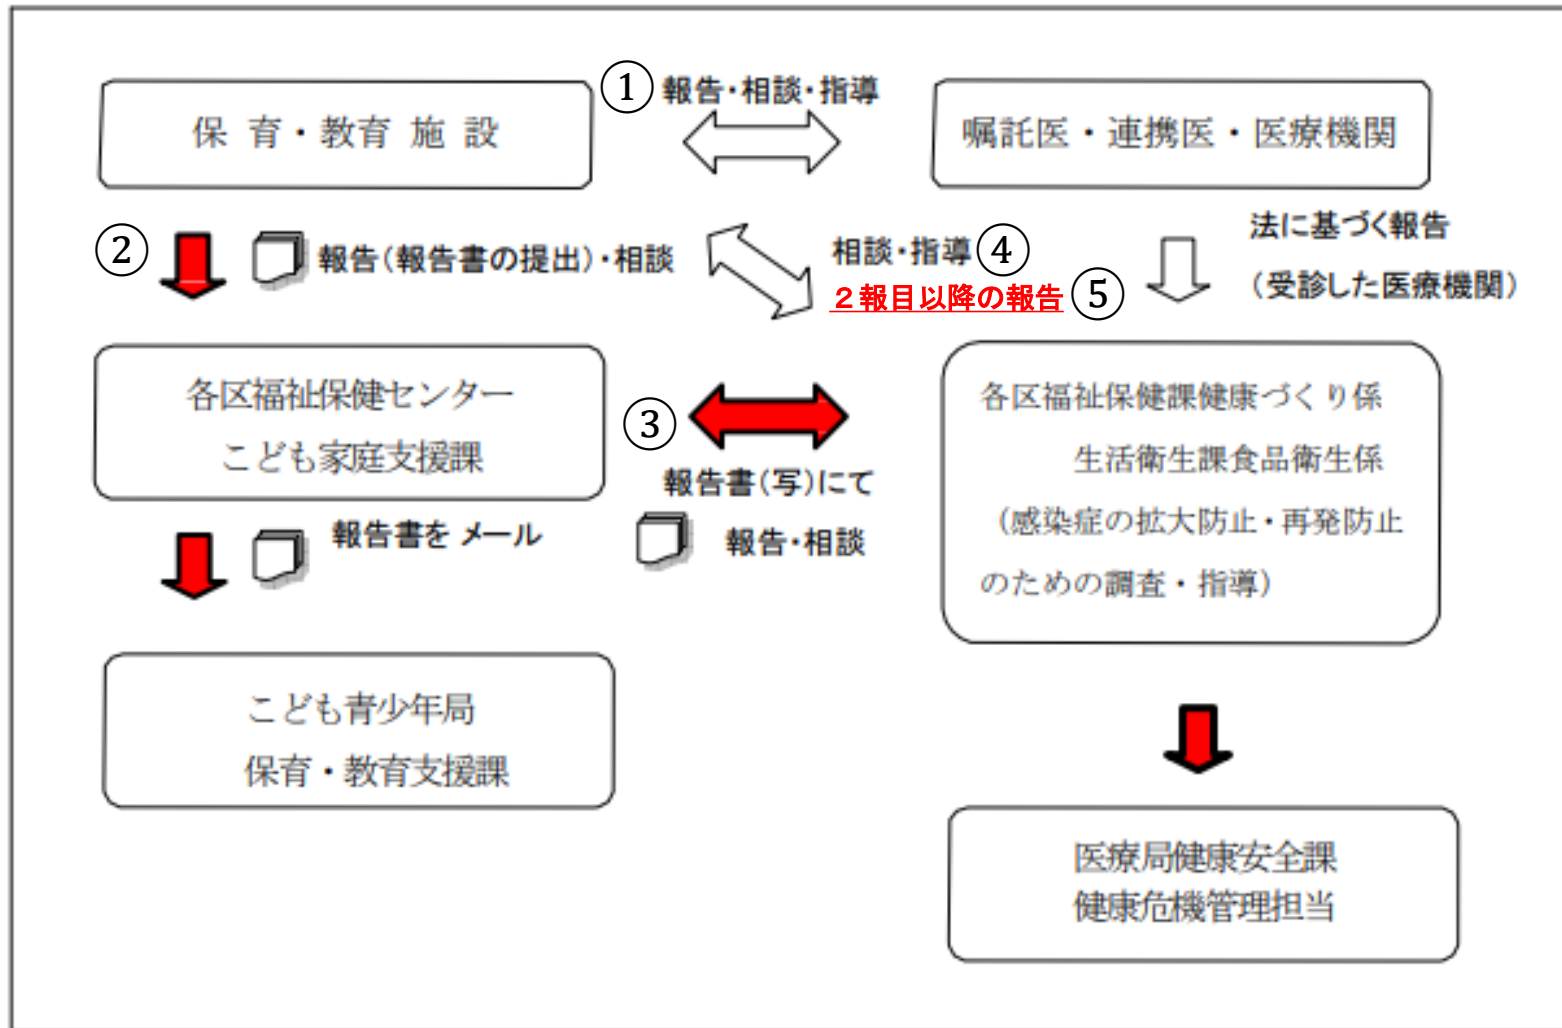 ① 報告・相談・指導
保 育・教育 施 設
嘱託医・連携医・医療機関
② 報告（報告書の提出）・相談
相談・指導 ④
２報目以降の報告 ⑤
法に基づく報告
（受診した医療機関）
各区福祉保健センター
こども家庭支援課
③
報告書（写）にて
報告・相談
各区福祉保健課健康づくり係
生活衛生課食品衛生係
（感染症の拡大防止・再発防止
のための調査・指導）
報告書を メール
こども青少年局
保育・教育支援課
医療局健康安全課
健康危機管理担当